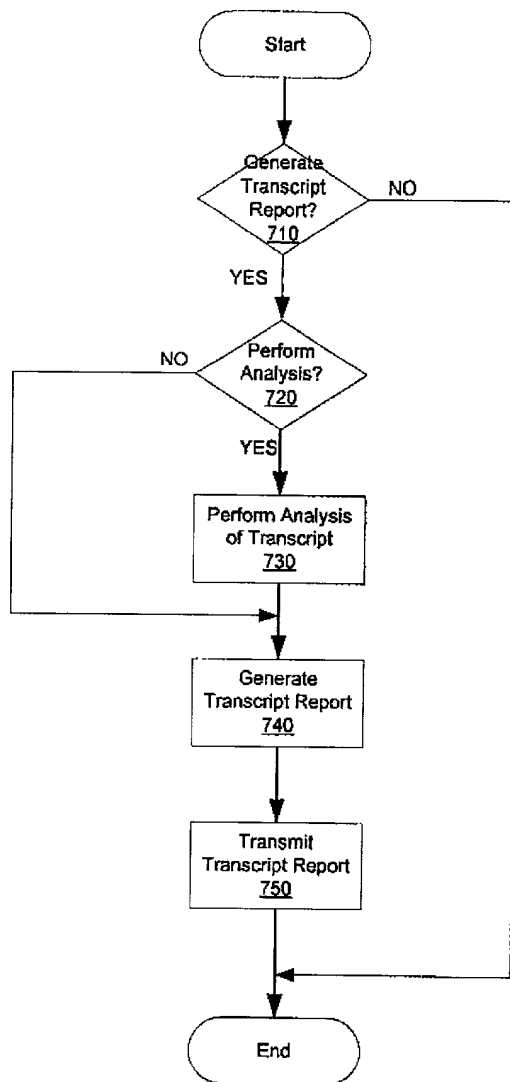 Start
Generate
Transcript
Report?
710
NO
YES
Perform
Analysis?
720
NO
YES
Perform Analysis
of Transcript
730
Generate
Transcript Report
740
Transmit
Transcript Report
750
End